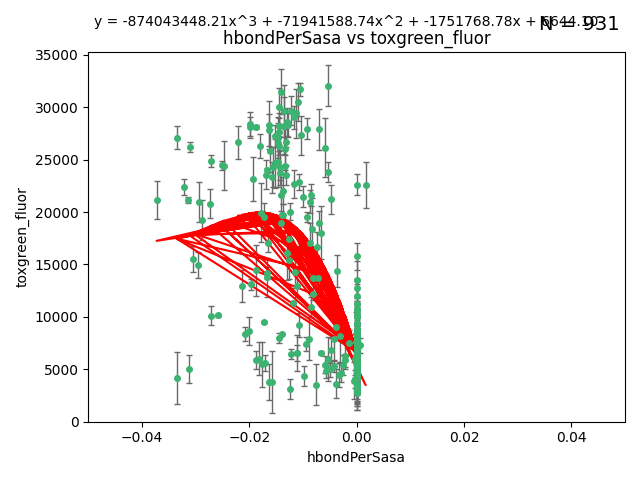 y = -874043448.21x^3 + -71941588.74x^2 + -1751768.78x + 6644.10
N = 931
hbondPerSasa vs toxgreen_fluor
35000
30000
25000
20000
15000
10000
5000
0
toxgreen_fluor
−0.04
−0.02
0.00
0.02
0.04
hbondPerSasa